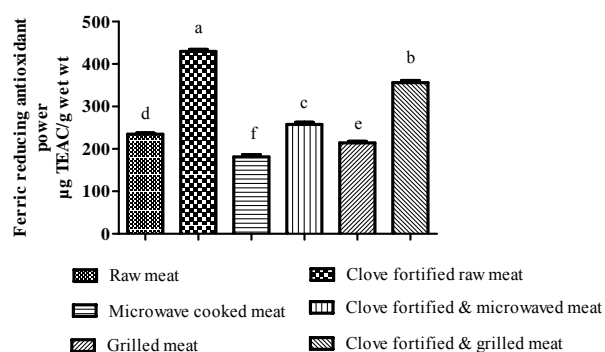 Ferric reducing antioxidant
power
µg TEAC/g wet wt
500
400
300
200
100
0
d
a
f
c
e
b
Raw meat
Clove fortified raw meat
Microwave cooked meat
Clove fortified & microwaved meat
Grilled meat
Clove fortified & grilled meat